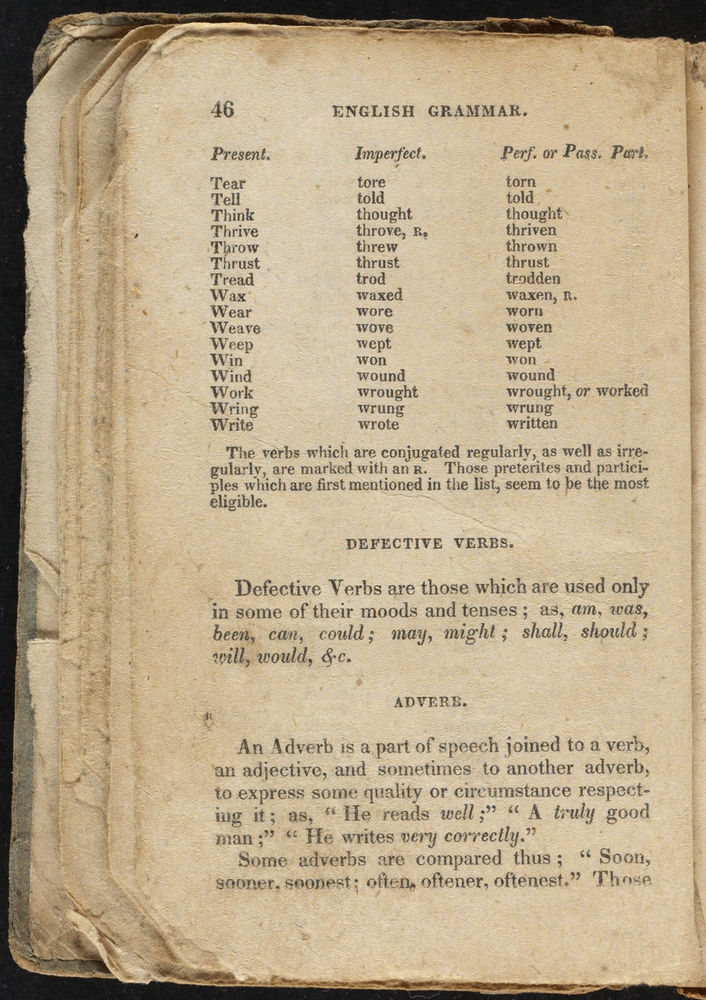 46 ENGLISH GRAMMAR.
Present. Imperfect. Perf. or Pass. Part.
Tear tore torn
Tell told told
Think thought thought
Thrive throve, R. thriven
Throw threw thrown
Thrust thrust thrust
Tread trod trodden
Wax waxed waxen, R.
Wear wore worn
Weave wove woven
Weep wept wept
Win won won
Wind wound wound
Work wrought wrought, or worked
Wring wrung wrung
Write wrote written
The verbs which are conjugated regularly, as well as irre-
gularly, are marked with an R. Those preterites and partici-
ples which are first mentioned in the list, seem to be the most
eligible.
DEFECTIVE VERBS.
Defective Verbs are those which are used only
in some of their moods and tenses ; as, am, was,
been, can, could ; may, might ; shall, should ;
will, would, &c.
ADVERB.
An Adverb is a part of speech joined to a verb,
an adjective, and sometimes to another adverb,
to express some quality or circumstance respect-
ing it ; as, “ He reads well ;” “ A truly good
man ;” “ He writes very correctly.”
Some adverbs are compared thus ; “ Soon,
sooner, soonest ; often, oftener, oftenest.” Those